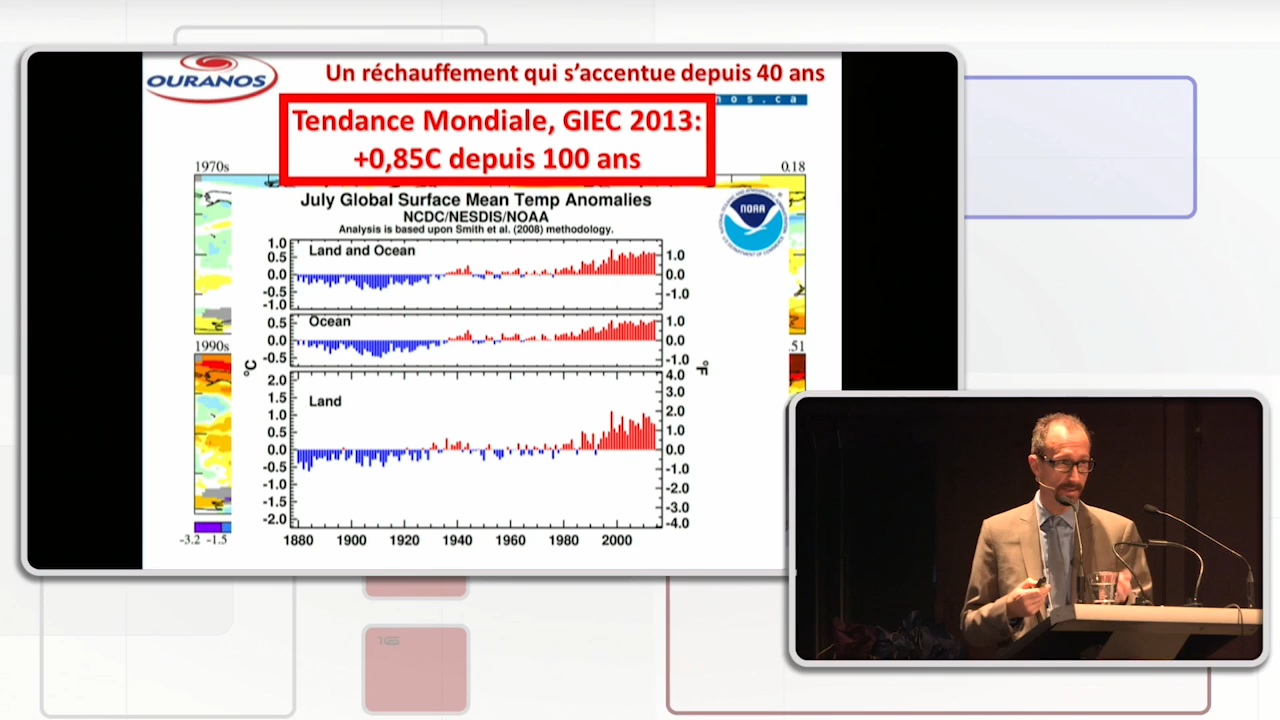 OURANOS
Un réchauffement qui s'accentue depuis 40 ans
nos.ca
Tendance Mondiale, GIEC 2013:
+0,85C depuis 100 ans
1970s
0.18
July Global Surface Mean Temp Anomalies
NCDC/NESDIS/NOAA
Analysis is based upon Smith et al. (2008) methodology.
NOAA
Land and Ocean
1.0
0.5
0.0
-0.5
-1.0
1.0
0.0
-1.0
Ocean
0.5
0.0
-0.5
1.0
0.0
-1.0
1990s
.51
°C
°F
Land
2.0
1.5
1.0
0.5
0.0
-0.5
-1.0
-1.5
-2.0
4.0
3.0
2.0
1.0
0.0
-1.0
-2.0
-3.0
-4.0
1880 1900 1920 1940 1960 1980 2000
-3.2 -1.5